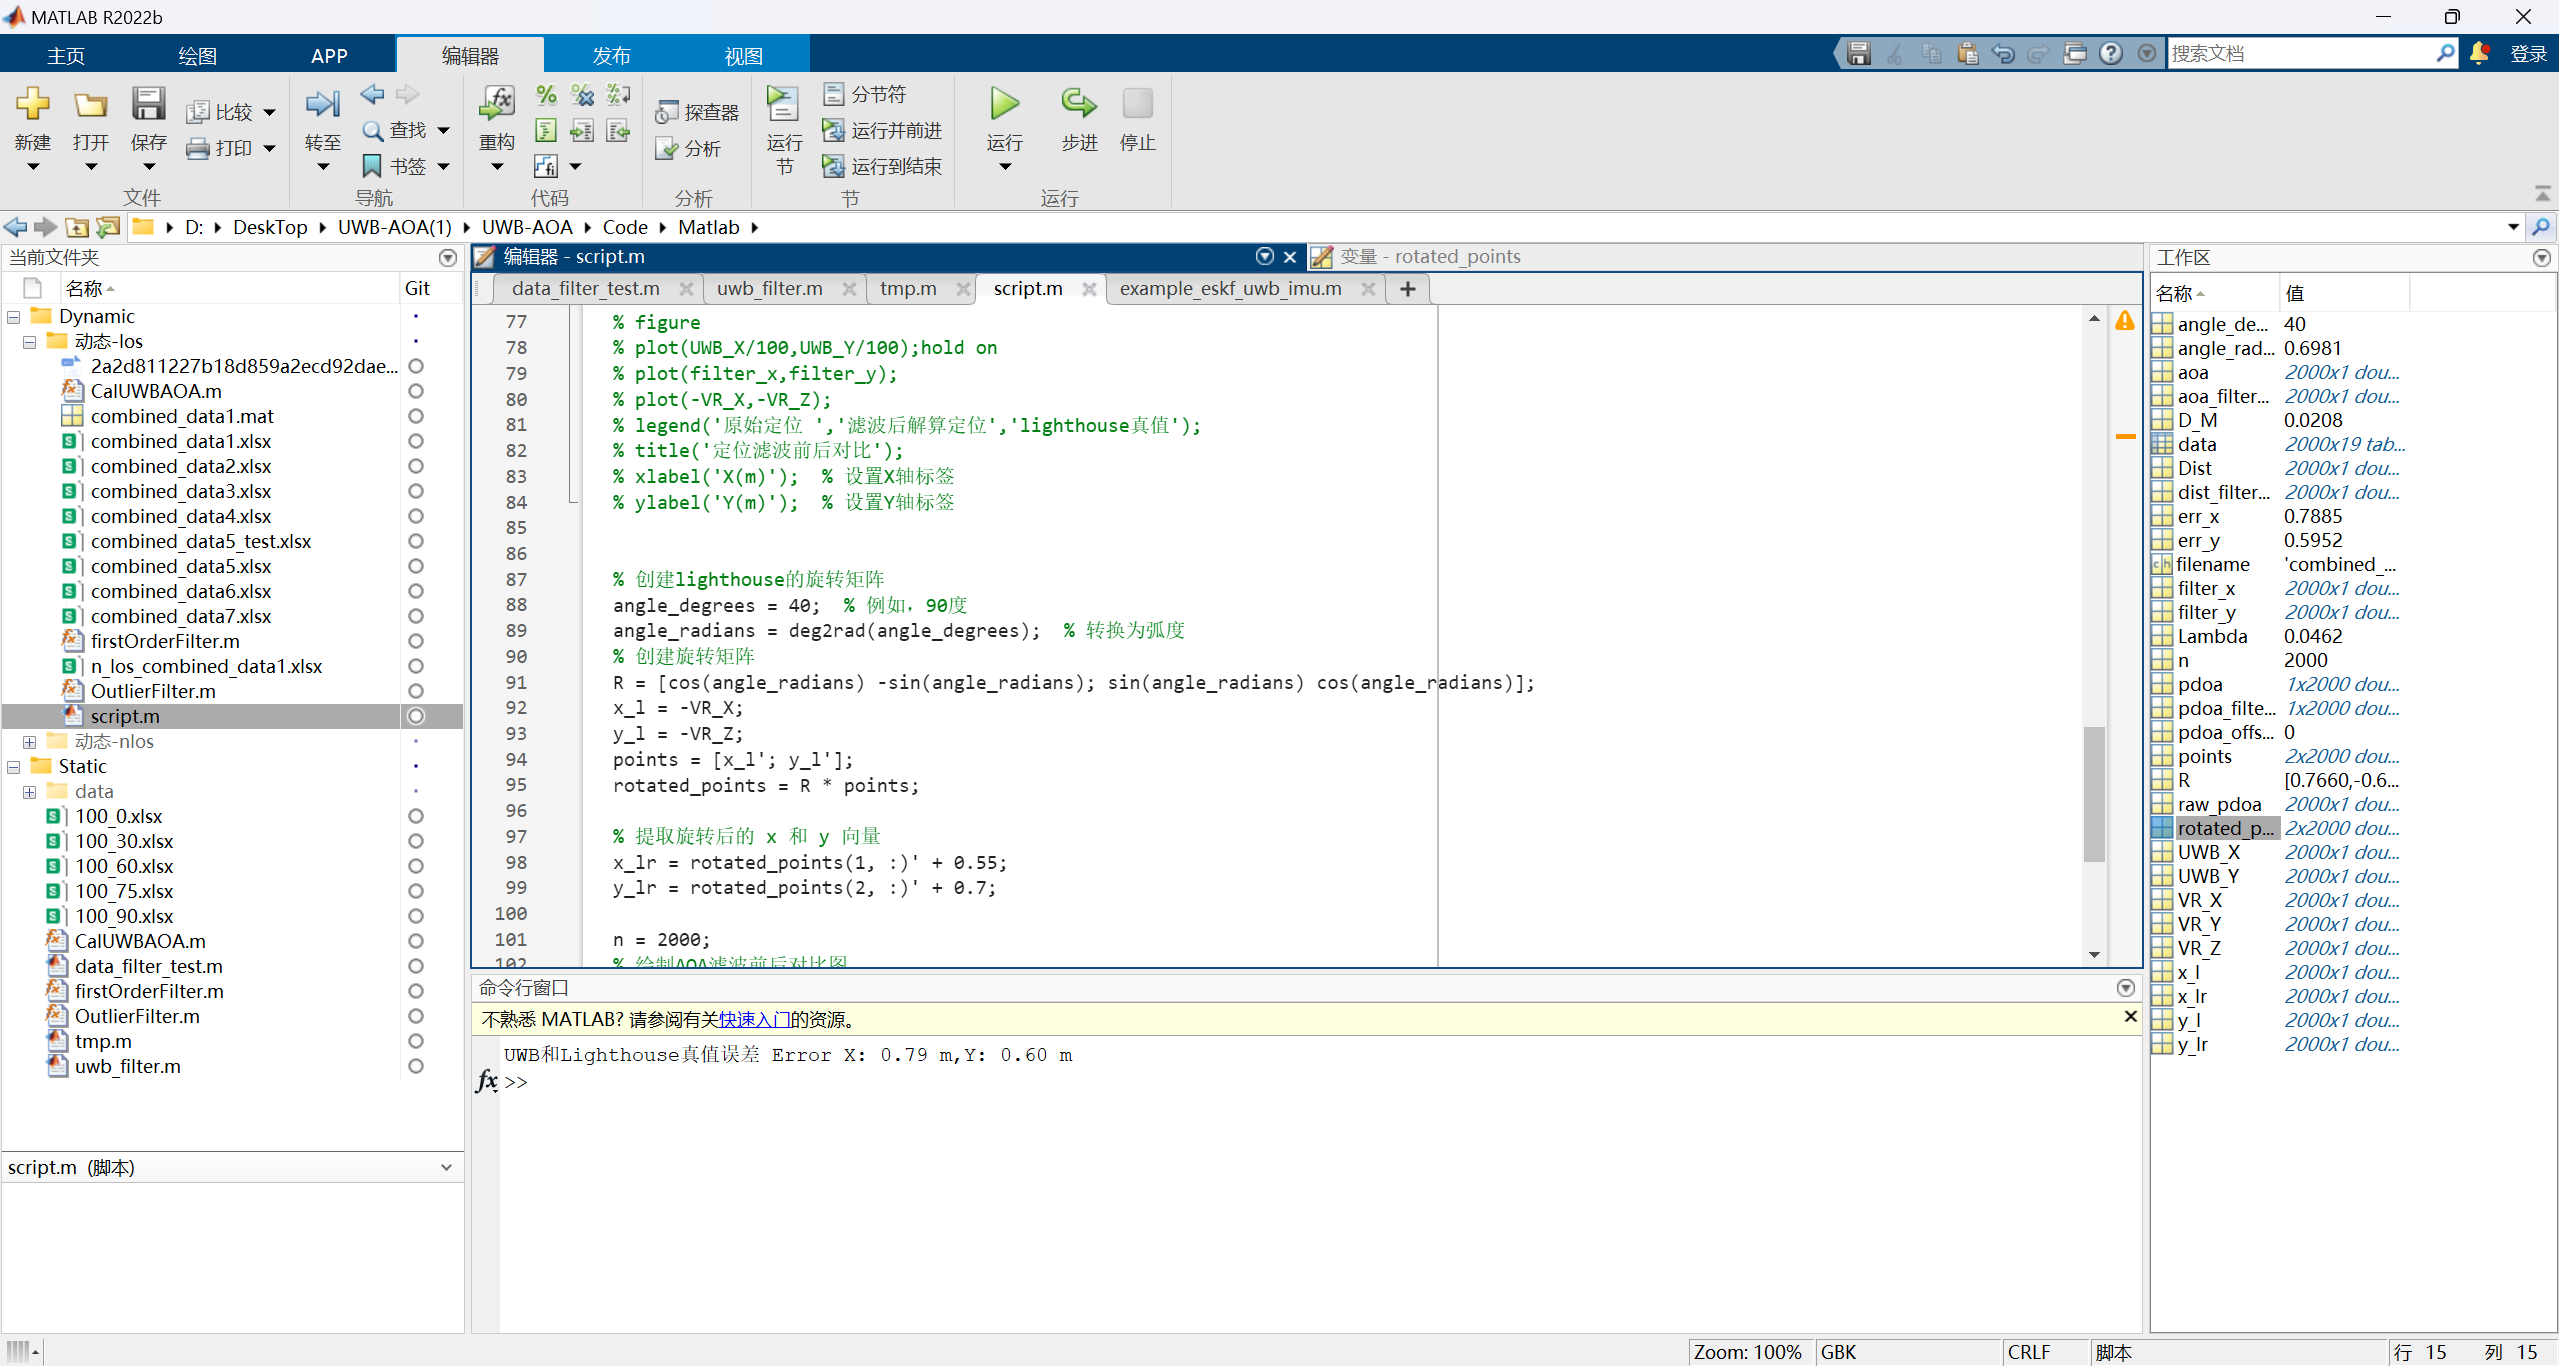 MATLAB R2022b
主页 绘图 APP 编辑器 发布 视图 搜索文档 登录
新建 打开 保存 比较 打印 转至 查找 书签 重构 探查器 分析 运行节 分节符 运行并前进 运行到结束 运行 步进 停止
文件 导航 代码 分析 节 运行
D: DeskTop UWB-AOA(1) UWB-AOA Code Matlab
当前文件夹
名称 Git
Dynamic
动态-los
2a2d811227b18d859a2ecd92dae...
CalUWBAOA.m
combined_data1.mat
combined_data1.xlsx
combined_data2.xlsx
combined_data3.xlsx
combined_data4.xlsx
combined_data5_test.xlsx
combined_data5.xlsx
combined_data6.xlsx
combined_data7.xlsx
firstOrderFilter.m
n_los_combined_data1.xlsx
OutlierFilter.m
script.m
动态-nlos
Static
data
100_0.xlsx
100_30.xlsx
100_60.xlsx
100_75.xlsx
100_90.xlsx
CalUWBAOA.m
data_filter_test.m
firstOrderFilter.m
OutlierFilter.m
tmp.m
uwb_filter.m
script.m (脚本)
编辑器 - script.m
变量 - rotated_points
data_filter_test.m uwb_filter.m tmp.m script.m example_eskf_uwb_imu.m
77 % figure
78 % plot(UWB_X/100,UWB_Y/100);hold on
79 % plot(filter_x,filter_y);
80 % plot(-VR_X,-VR_Z);
81 % legend('原始定位 ','滤波后解算定位','lighthouse真值');
82 % title('定位滤波前后对比');
83 % xlabel('X(m)'); % 设置X轴标签
84 % ylabel('Y(m)'); % 设置Y轴标签
85
86
87 % 创建lighthouse的旋转矩阵
88 angle_degrees = 40; % 例如，90度
89 angle_radians = deg2rad(angle_degrees); % 转换为弧度
90 % 创建旋转矩阵
91 R = [cos(angle_radians) -sin(angle_radians); sin(angle_radians) cos(angle_radians)];
92 x_l = -VR_X;
93 y_l = -VR_Z;
94 points = [x_l'; y_l'];
95 rotated_points = R * points;
96
97 % 提取旋转后的 x 和 y 向量
98 x_lr = rotated_points(1, :)' + 0.55;
99 y_lr = rotated_points(2, :)' + 0.7;
100
101 n = 2000;
102 % 绘制AOA滤波前后对比图
命令行窗口
不熟悉 MATLAB? 请参阅有关快速入门的资源。
UWB和Lighthouse真值误差 Error X: 0.79 m,Y: 0.60 m
fx >>
工作区
名称 值
angle_de... 40
angle_rad... 0.6981
aoa 2000x1 dou...
aoa_filter... 2000x1 dou...
D_M 0.0208
data 2000x19 tab...
Dist 2000x1 dou...
dist_filter... 2000x1 dou...
err_x 0.7885
err_y 0.5952
filename 'combined_...
filter_x 2000x1 dou...
filter_y 2000x1 dou...
Lambda 0.0462
n 2000
pdoa 1x2000 dou...
pdoa_filte... 1x2000 dou...
pdoa_offs... 0
points 2x2000 dou...
R [0.7660,-0.6...
raw_pdoa 2000x1 dou...
rotated_p... 2x2000 dou...
UWB_X 2000x1 dou...
UWB_Y 2000x1 dou...
VR_X 2000x1 dou...
VR_Y 2000x1 dou...
VR_Z 2000x1 dou...
x_l 2000x1 dou...
x_lr 2000x1 dou...
y_l 2000x1 dou...
y_lr 2000x1 dou...
Zoom: 100% GBK CRLF 脚本 行 15 列 15